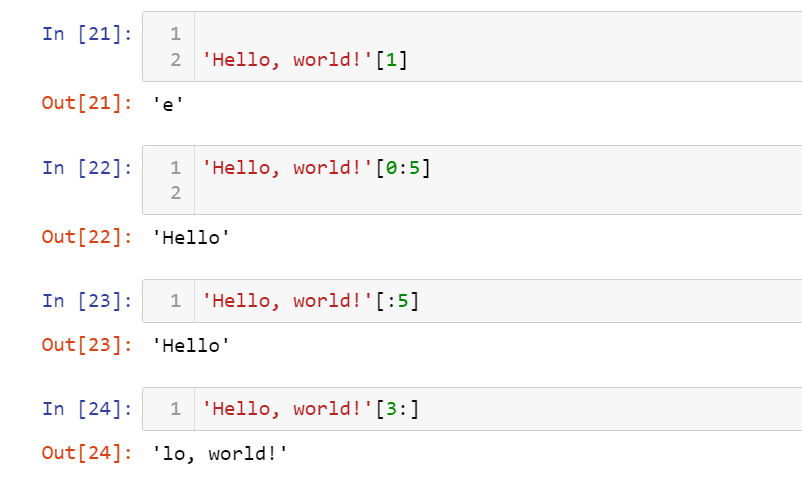 In [21]: 1
2 'Hello, world!'[1]
Out[21]: 'e'
In [22]: 1 'Hello, world!'[0:5]
2
Out[22]: 'Hello'
In [23]: 1 'Hello, world!'[:5]
Out[23]: 'Hello'
In [24]: 1 'Hello, world!'[3:]
Out[24]: 'lo, world!'